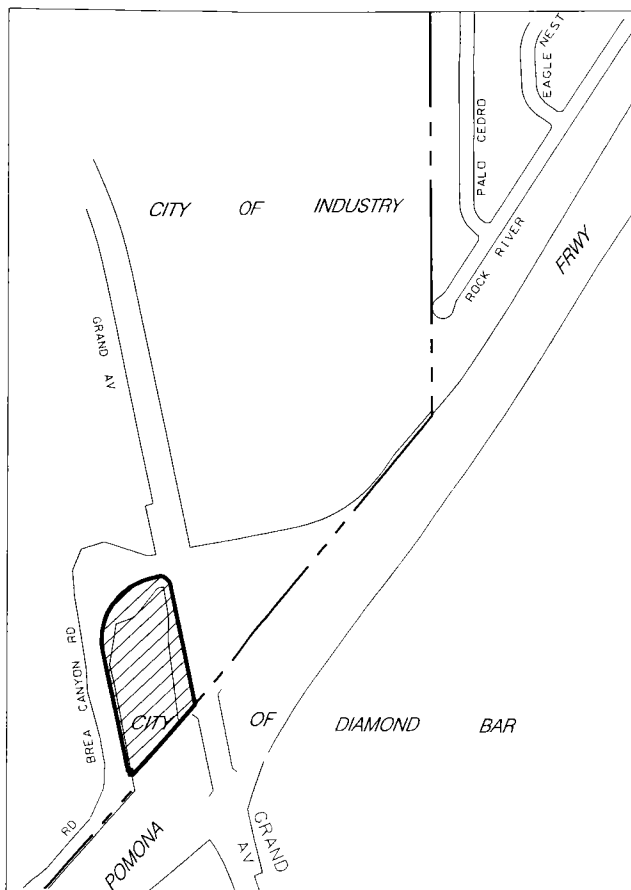 EAGLE NEST
PALO CEDRO
CITY OF INDUSTRY
ROCK RIVER
FRWY
GRAND
AV
BREA CANYON RD
CITY OF DIAMOND BAR
RD
POMONA
GRAND
AV